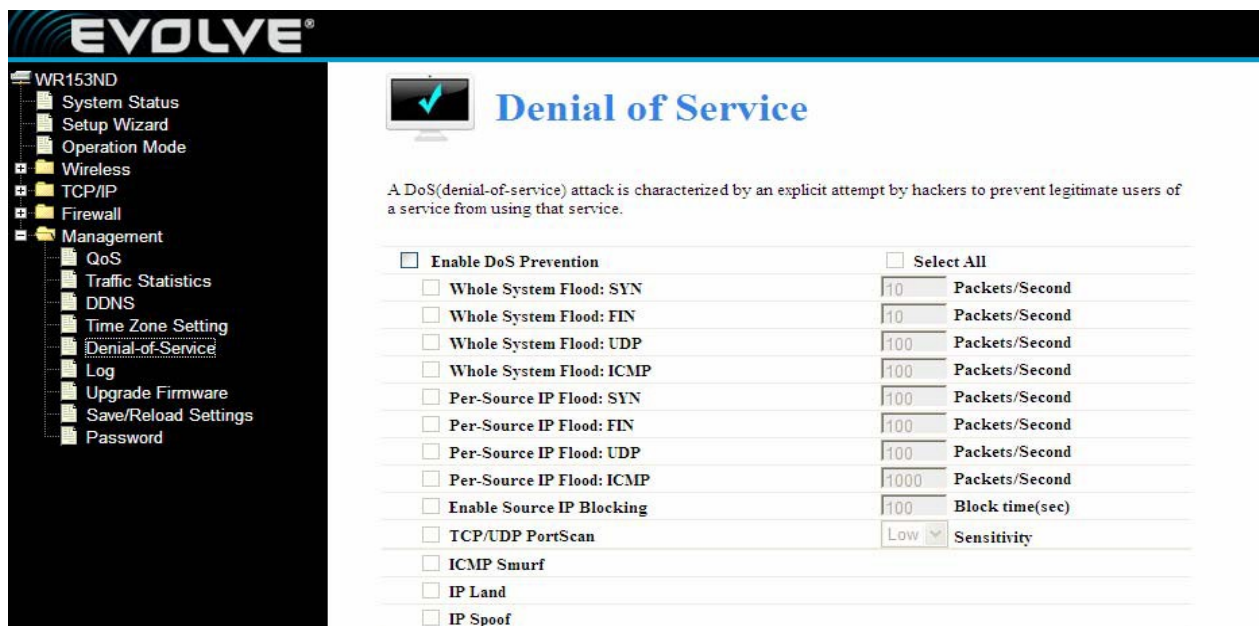 EVOLVE®
WR153ND
System Status
Setup Wizard
Operation Mode
Wireless
TCP/IP
Firewall
Management
QoS
Traffic Statistics
DDNS
Time Zone Setting
Denial-of-Service
Log
Upgrade Firmware
Save/Reload Settings
Password
Denial of Service
A DoS(denial-of-service) attack is characterized by an explicit attempt by hackers to prevent legitimate users of
a service from using that service.
Enable DoS Prevention Select All
Whole System Flood: SYN 10 Packets/Second
Whole System Flood: FIN 10 Packets/Second
Whole System Flood: UDP 100 Packets/Second
Whole System Flood: ICMP 100 Packets/Second
Per-Source IP Flood: SYN 100 Packets/Second
Per-Source IP Flood: FIN 100 Packets/Second
Per-Source IP Flood: UDP 100 Packets/Second
Per-Source IP Flood: ICMP 1000 Packets/Second
Enable Source IP Blocking 100 Block time(sec)
TCP/UDP PortScan Low Sensitivity
ICMP Smurf
IP Land
IP Spoof